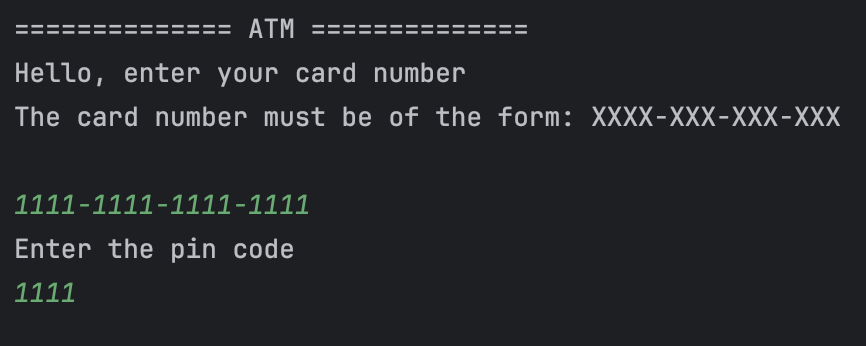 ============== ATM ==============
Hello, enter your card number
The card number must be of the form: XXXX-XXX-XXX-XXX
1111-1111-1111-1111
Enter the pin code
1111